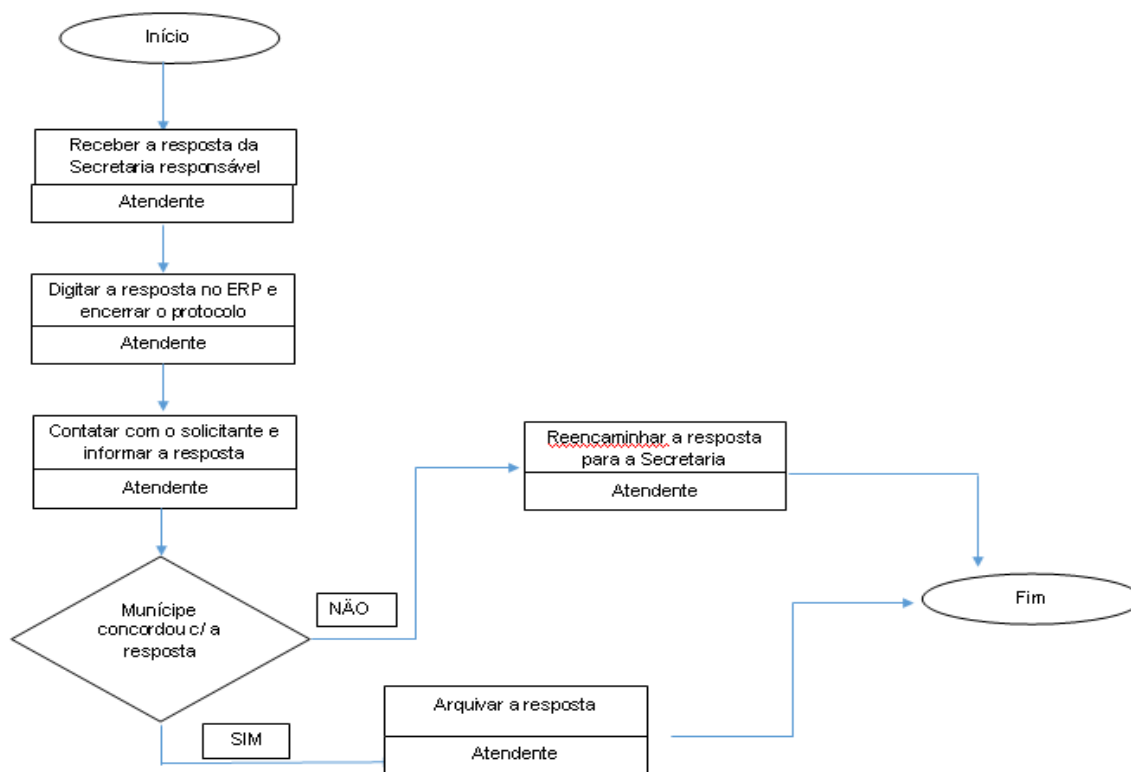 Início
Receber a resposta da
Secretaria responsável
Atendente
Digitar a resposta no ERP e
encerrar o protocolo
Atendente
Contatar com o solicitante e
informar a resposta
Atendente
Reencaminhar a resposta
para a Secretaria
Atendente
Munícipe
concordou c/ a
resposta
NÄO
Fim
SIM
Arquivar a resposta
Atendente